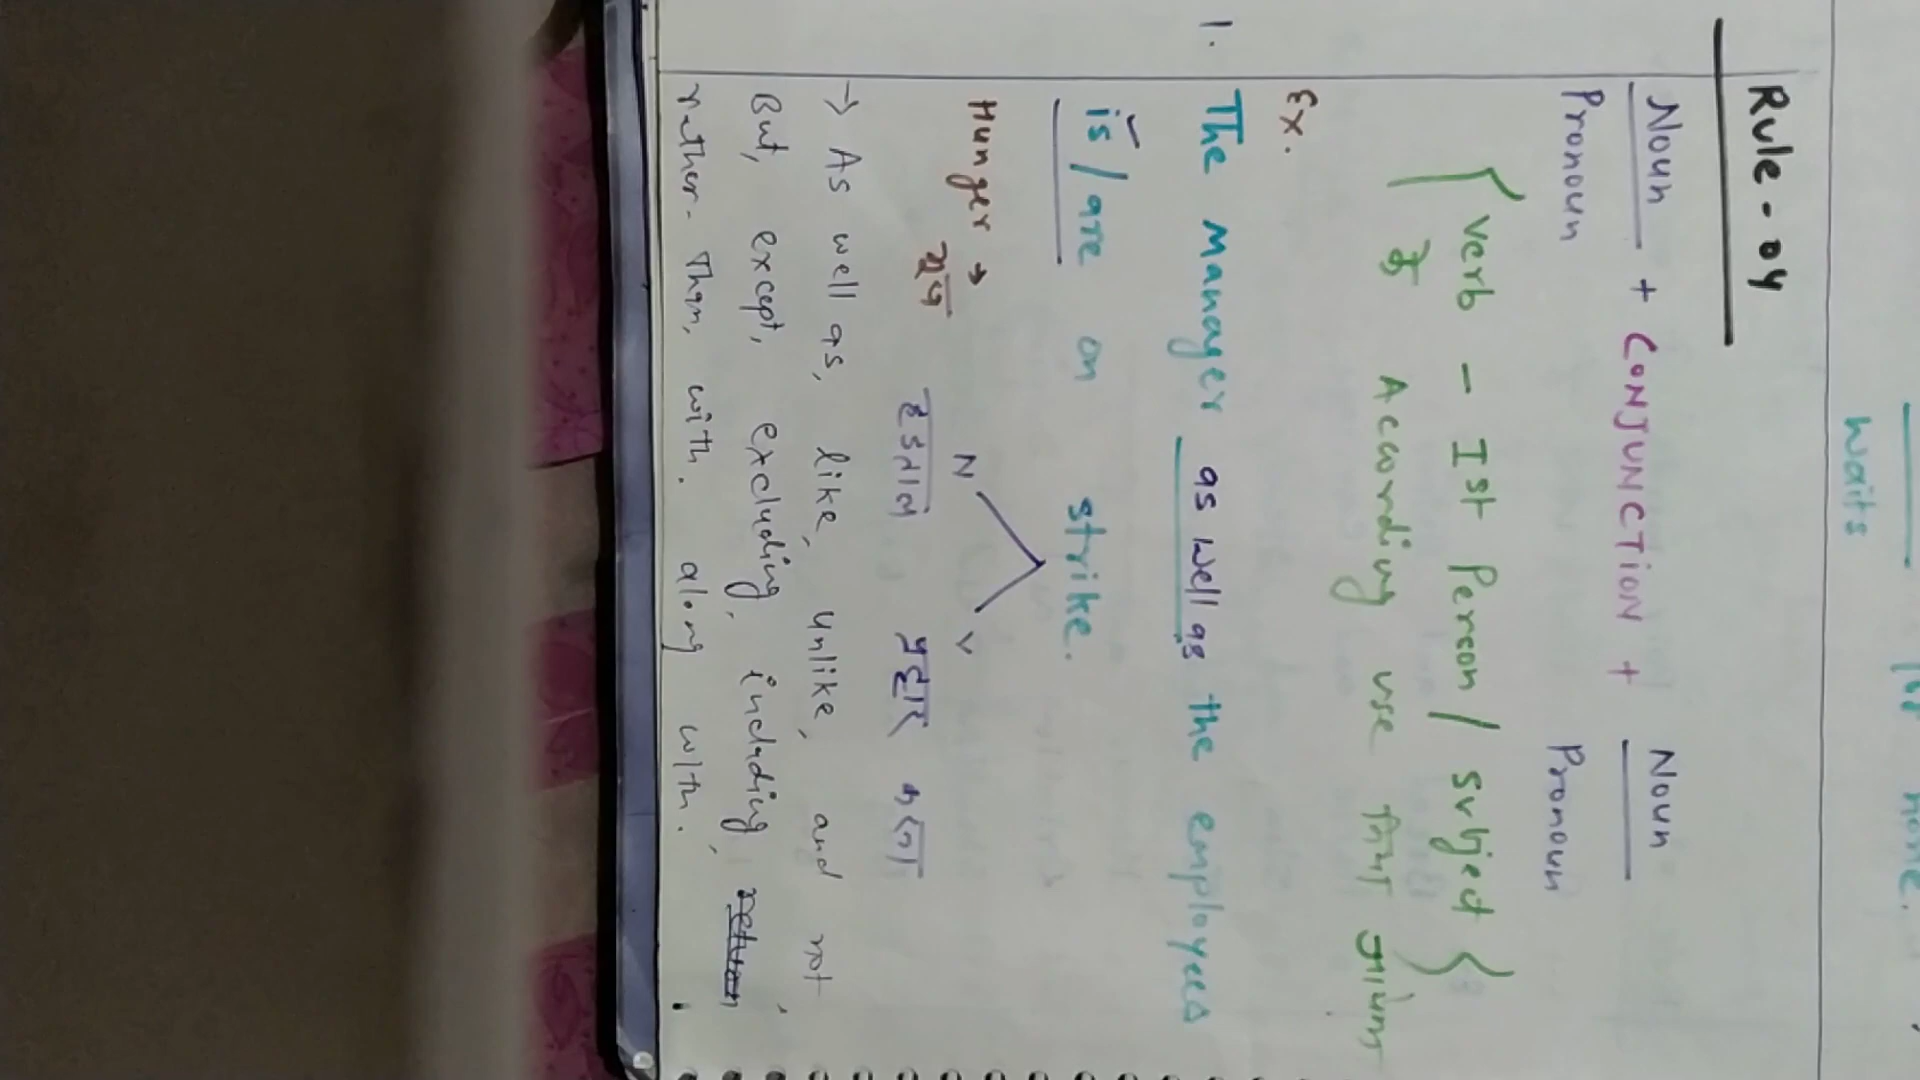 waits
none.
Rule-04
Noun + CONJUNCTION + Noun
Pronoun Pronoun
{ Verb - Ist Person / Subject }
के According use किया जायेगा
Ex.
1. The Manager as well as the employees
is/are on strike.
N V
Hunger → भूख हड़ताल प्रहार करना
→ As well as, like, unlike, and not,
But, except, excluding, including,
rather-Than, with. along with.